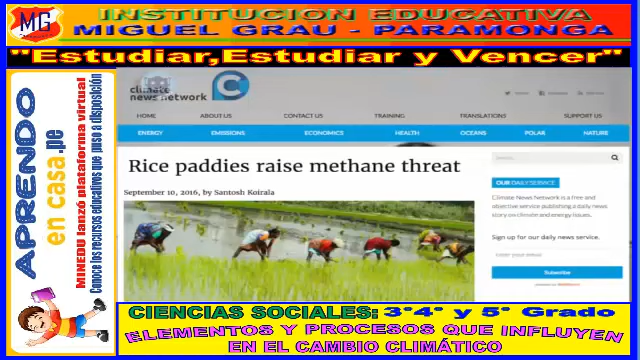 MG
INSTITUCION EDUCATIVA
MIGUEL GRAU - PARAMONGA
"Estudiar,Estudiar y Vencer"
APRENDO
en casa.pe
MINEDU lanzó plataforma virtual
Conoce los recursos educativos que puso a disposición
climate
news network
HOME
ABOUT US
CONTACT US
TRAINING
TRANSLATIONS
SUPPORT US
ENERGY
EMISSIONS
ECONOMICS
HEALTH
OCEANS
POLAR
NATURE
Rice paddies raise methane threat
September 10, 2016, by Santosh Koirala
OUR DAILY SERVICE
Climate News Network is a free and
objective service publishing a daily news
story on climate and energy issues.
Sign up for our daily news service.
Subscribe
CIENCIAS SOCIALES: 3°4° y 5° Grado
ELEMENTOS Y PROCESOS QUE INFLUYEN
EN EL CAMBIO CLIMÁTICO